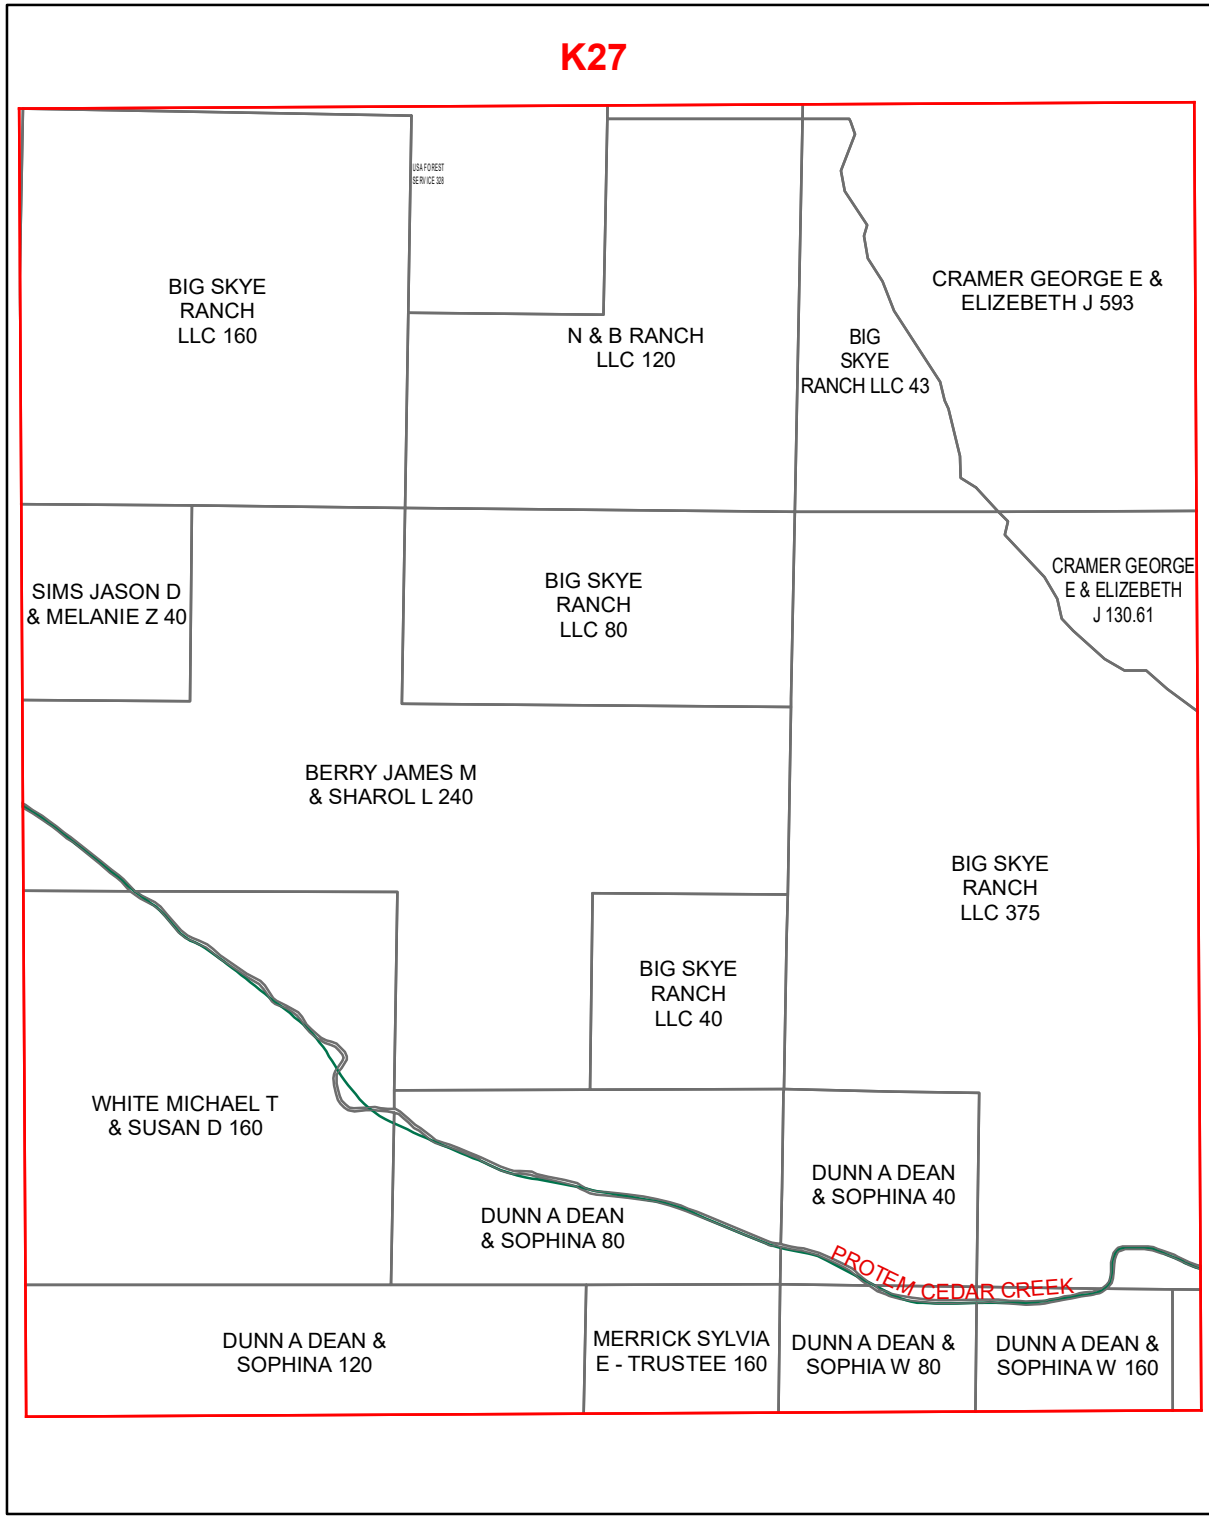 K27
USA FOREST
SERVICE 328
BIG SKYE
RANCH
LLC 160
CRAMER GEORGE E &
ELIZEBETH J 593
N & B RANCH
LLC 120
BIG
SKYE
RANCH LLC 43
SIMS JASON D
& MELANIE Z 40
BIG SKYE
RANCH
LLC 80
CRAMER GEORGE
E & ELIZEBETH
J 130.61
BERRY JAMES M
& SHAROL L 240
BIG SKYE
RANCH
LLC 375
BIG SKYE
RANCH
LLC 40
WHITE MICHAEL T
& SUSAN D 160
DUNN A DEAN
& SOPHINA 40
DUNN A DEAN
& SOPHINA 80
PROTEM CEDAR CREEK
DUNN A DEAN &
SOPHINA 120
MERRICK SYLVIA
E - TRUSTEE 160
DUNN A DEAN &
SOPHIA W 80
DUNN A DEAN &
SOPHINA W 160